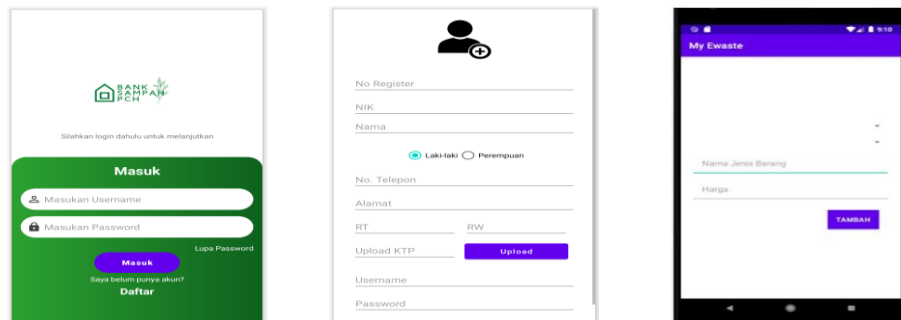 BANK
SAMPAH
PCH
Silahkan login dahulu untuk melanjutkan
Masuk
Masukan Username
Masukan Password
Lupa Password
Masuk
Saya belum punya akun?
Daftar
No Register
NIK
Nama
Laki-laki Perempuan
No. Telepon
Alamat
RT RW
Upload KTP Upload
Username
Password
9:10
My Ewaste
Nama Jenis Barang
Harga
TAMBAH